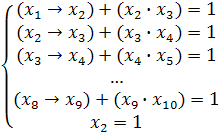 (x₁ → x₂) + (x₂ · x₃) = 1
(x₂ → x₃) + (x₃ · x₄) = 1
(x₃ → x₄) + (x₄ · x₅) = 1
...
(x₈ → x₉) + (x₉ · x₁₀) = 1
x₂ = 1